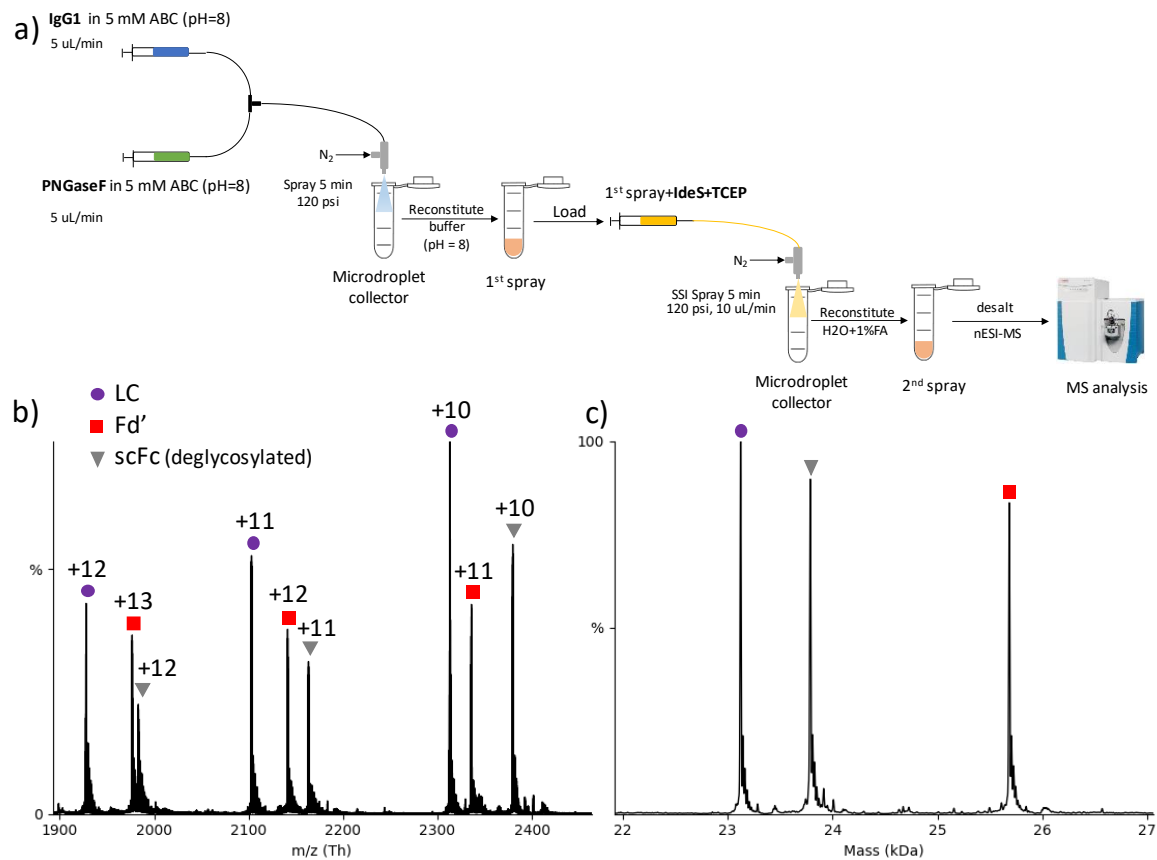 a)
IgG1 in 5 mM ABC (pH=8)
5 uL/min
PNGaseF in 5 mM ABC (pH=8)
5 uL/min
N2
Spray 5 min
120 psi
Microdroplet
collector
Reconstitute
buffer
(pH = 8)
1st spray
Load
1st spray+IdeS+TCEP
N2
SSI Spray 5 min
120 psi, 10 uL/min
Microdroplet
collector
Reconstitute
H2O+1%FA
2nd spray
desalt
nESI-MS
MS analysis
b)
LC
Fd'
scFc (deglycosylated)
+12
+13
+12
+11
+12
+11
+10
+11
+10
%
0
1900 2000 2100 2200 2300 2400
m/z (Th)
c)
100
%
0
22 23 24 25 26 27
Mass (kDa)